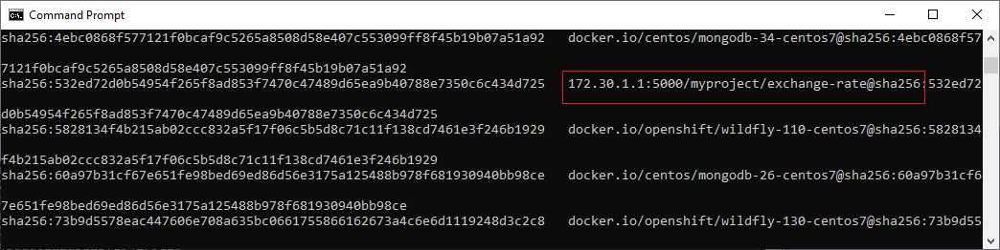 Command Prompt
sha256:4ebc0868f577121f0bcaf9c5265a8508d58e407c553099ff8f45b19b07a51a92 docker.io/centos/mongodb-34-centos7@sha256:4ebc0868f57
7121f0bcaf9c5265a8508d58e407c553099ff8f45b19b07a51a92
sha256:532ed72d0b54954f265f8ad853f7470c47489d65ea9b40788e7350c6c434d725 172.30.1.1:5000/myproject/exchange-rate@sha256:532ed72
d0b54954f265f8ad853f7470c47489d65ea9b40788e7350c6c434d725
sha256:5828134f4b215ab02ccc832a5f17f06c5b5d8c71c11f138cd7461e3f246b1929 docker.io/openshift/wildfly-110-centos7@sha256:5828134
f4b215ab02ccc832a5f17f06c5b5d8c71c11f138cd7461e3f246b1929
sha256:60a97b31cf67e651fe98bed69ed86d56e3175a125488b978f681930940bb98ce docker.io/centos/mongodb-26-centos7@sha256:60a97b31cf6
7e651fe98bed69ed86d56e3175a125488b978f681930940bb98ce
sha256:73b9d5578eac447606e708a635bc0661755866162673a4c6e6d1119248d3c2c8 docker.io/openshift/wildfly-130-centos7@sha256:73b9d55